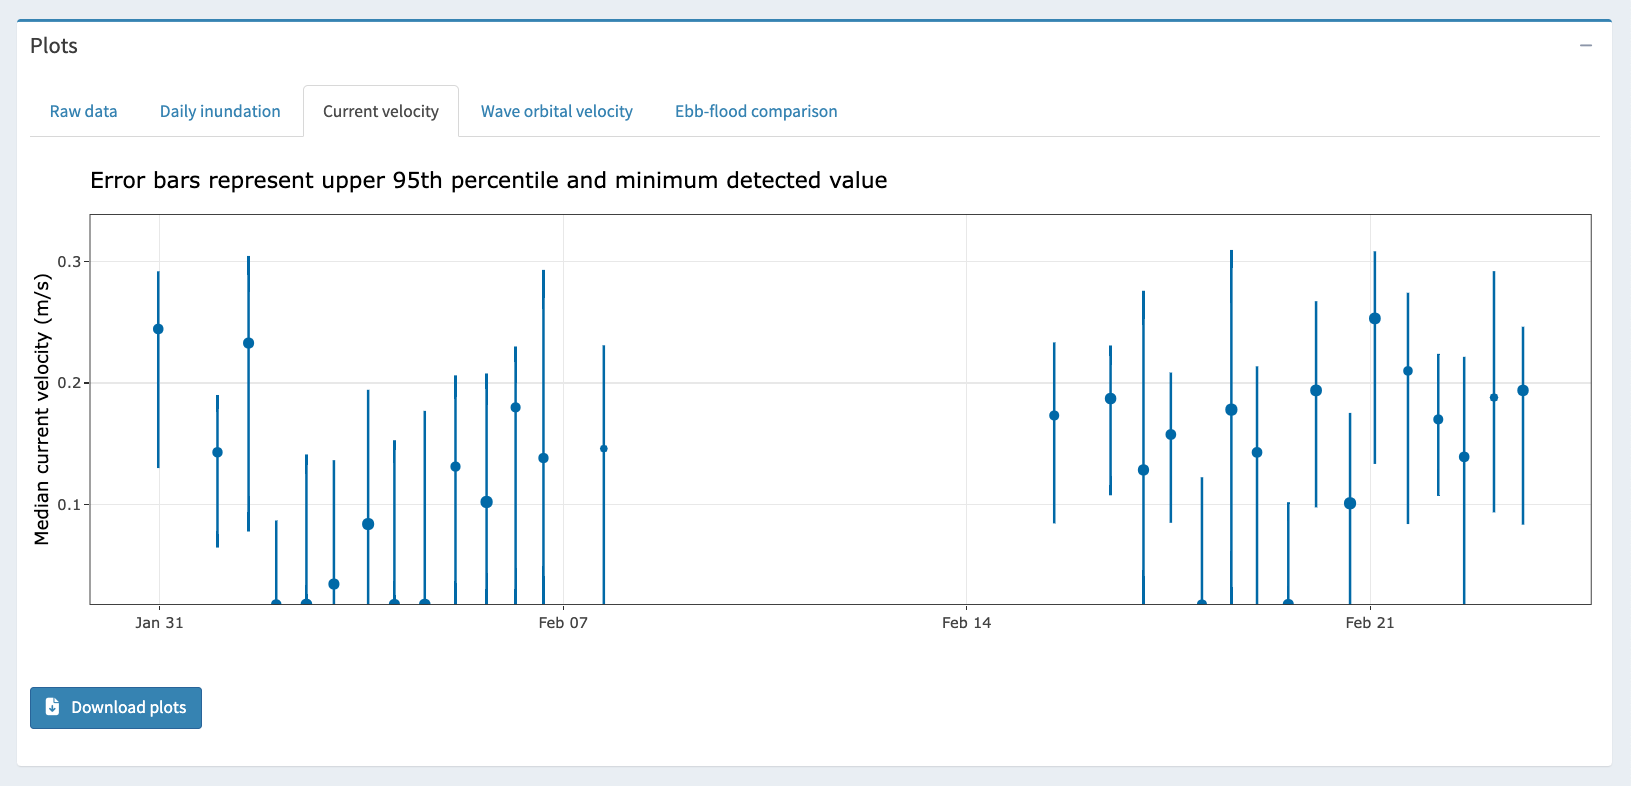 Plots
Raw data
Daily inundation
Current velocity
Wave orbital velocity
Ebb-flood comparison
Error bars represent upper 95th percentile and minimum detected value
Median current velocity (m/s)
0.3
0.2
0.1
Jan 31
Feb 07
Feb 14
Feb 21
Download plots